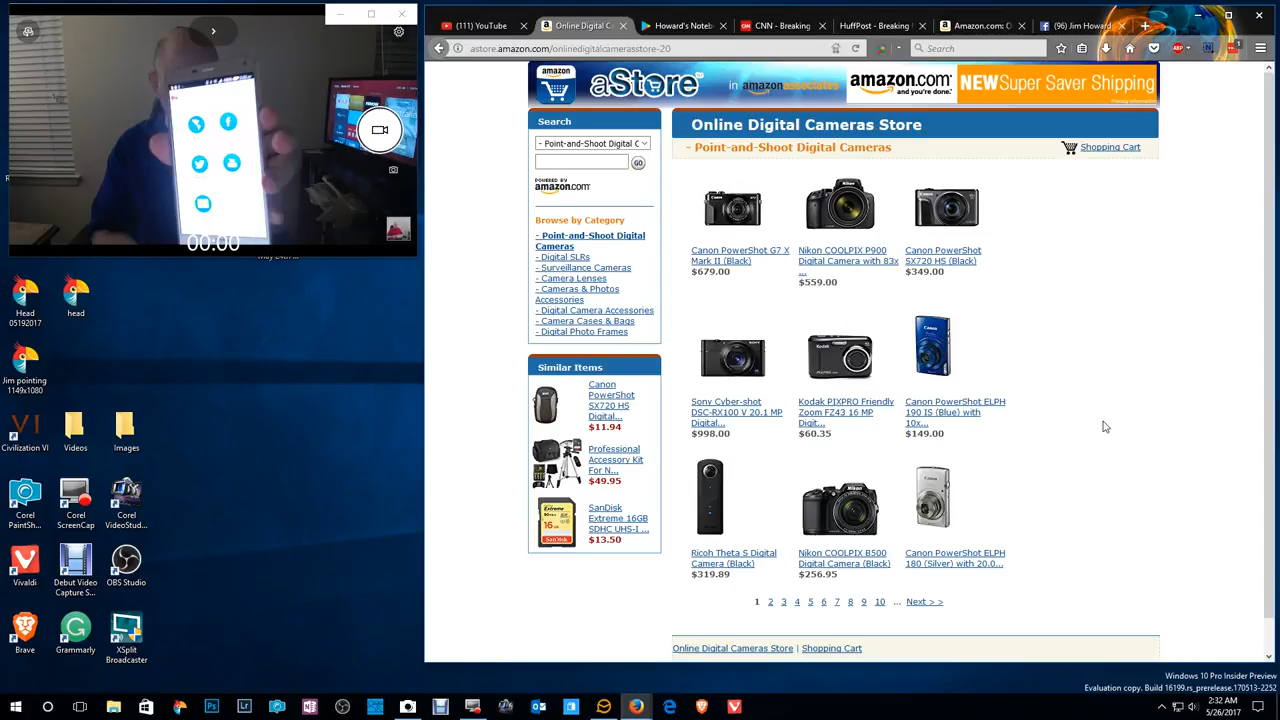 (111) YouTube
Online Digital C
Howard's Notebo
CNN - Breaking
HuffPost - Breaking
Amazon.com: O
(96) Jim Howard
astore.amazon.com/onlinedigitalcamerasstore-20
Search
00:00
amazon
aStore
in amazonassociates
amazon.com
and you're done.
NEW Super Saver Shipping
Privacy Information
Search
- Point-and-Shoot Digital C
GO
POWERED BY
amazon.com
Browse by Category
- Point-and-Shoot Digital
Cameras
- Digital SLRs
- Surveillance Cameras
- Camera Lenses
- Cameras & Photos
Accessories
- Digital Camera Accessories
- Camera Cases & Bags
- Digital Photo Frames
Similar Items
Canon
PowerShot
SX720 HS
Digital...
$11.94
Professional
Accessory Kit
For N...
$49.95
SanDisk
Extreme 16GB
SDHC UHS-I ...
$13.50
Online Digital Cameras Store
- Point-and-Shoot Digital Cameras
Shopping Cart
Canon PowerShot G7 X
Mark II (Black)
$679.00
Nikon COOLPIX P900
Digital Camera with 83x
...
$559.00
Canon PowerShot
SX720 HS (Black)
$349.00
Sony Cyber-shot
DSC-RX100 V 20.1 MP
Digital...
$998.00
Kodak PIXPRO Friendly
Zoom FZ43 16 MP
Digit...
$60.35
Canon PowerShot ELPH
190 IS (Blue) with
10x...
$149.00
Ricoh Theta S Digital
Camera (Black)
$319.89
Nikon COOLPIX B500
Digital Camera (Black)
$256.95
Canon PowerShot ELPH
180 (Silver) with 20.0...
1 2 3 4 5 6 7 8 9 10 ... Next > >
Online Digital Cameras Store | Shopping Cart
Head
05192017
head
Jim pointing
1149x1080
Civilization VI
Videos
Images
Corel
PaintSh...
Corel
ScreenCap
Corel
VideoStud...
Vivaldi
Debut Video
Capture S...
OBS Studio
Brave
Grammarly
XSplit
Broadcaster
Windows 10 Pro Insider Preview
Evaluation copy. Build 16199.rs_prerelease.170513-2252
2:32 AM
5/26/2017